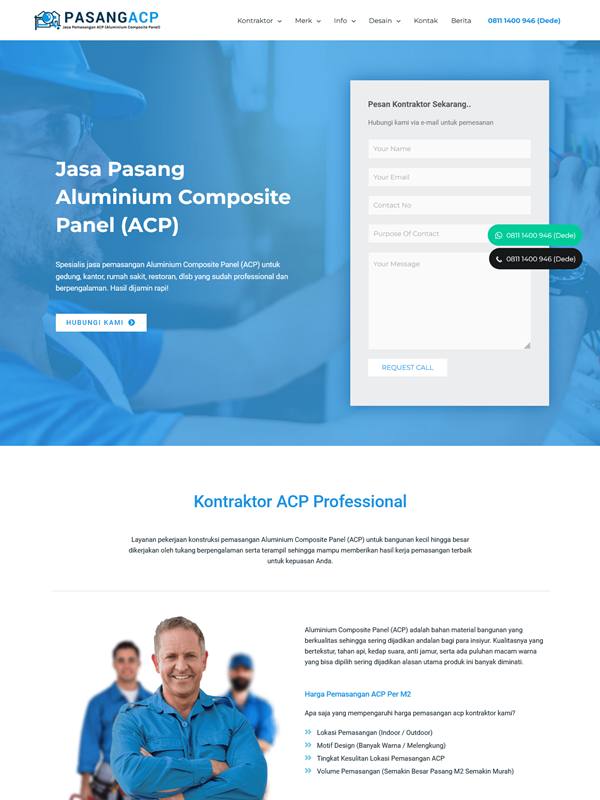 PASANGACP
Jasa Pemasangan ACP (Aluminium Composite Panel)
Kontraktor
Merk
Info
Desain
Kontak
Berita
0811 1400 946 (Dede)
Jasa Pasang
Aluminium Composite
Panel (ACP)
Spesialis jasa pemasangan Aluminium Composite Panel (ACP) untuk
gedung, kantor, rumah sakit, restoran, dlsb yang sudah professional dan
berpengalaman. Hasil dijamin rapi!
HUBUNGI KAMI
Pesan Kontraktor Sekarang..
Hubungi kami via e-mail untuk pemesanan
Your Name
Your Email
Contact No
Purpose Of Contact
Your Message
REQUEST CALL
0811 1400 946 (Dede)
0811 1400 946 (Dede)
Kontraktor ACP Professional
Layanan pekerjaan konstruksi pemasangan Aluminium Composite Panel (ACP) untuk bangunan kecil hingga besar
dikerjakan oleh tukang berpengalaman serta terampil sehingga mampu memberikan hasil kerja pemasangan terbaik
untuk kepuasan Anda.
Aluminium Composite Panel (ACP) adalah bahan material bangunan yang
berkualitas sehingga sering dijadikan andalan bagi para insiyur. Kualitasnya yang
bertekstur, tahan api, kedap suara, anti jamur, serta ada puluhan macam warna
yang bisa dipilih sering dijadikan alasan utama produk ini banyak diminati.
Harga Pemasangan ACP Per M2
Apa saja yang mempengaruhi harga pemasangan acp kontraktor kami?
Lokasi Pemasangan (Indoor / Outdoor)
Motif Design (Banyak Warna / Melengkung)
Tingkat Kesulitan Lokasi Pemasangan ACP
Volume Pemasangan (Semakin Besar Pasang M2 Semakin Murah)